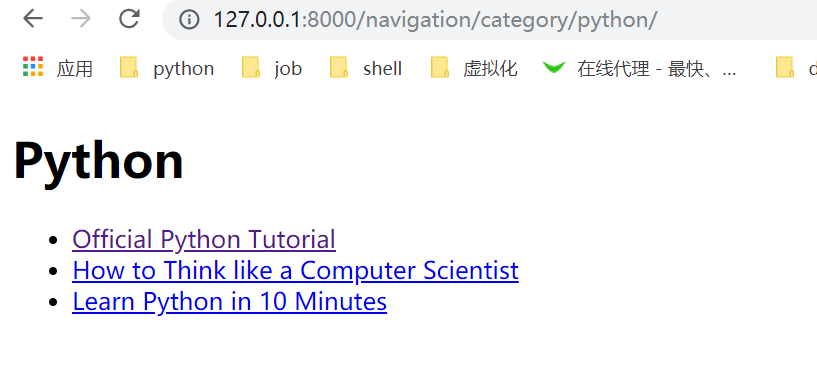 127.0.0.1:8000/navigation/category/python/
应用 python job shell 虚拟化 在线代理 - 最快、... d
Python
Official Python Tutorial
How to Think like a Computer Scientist
Learn Python in 10 Minutes